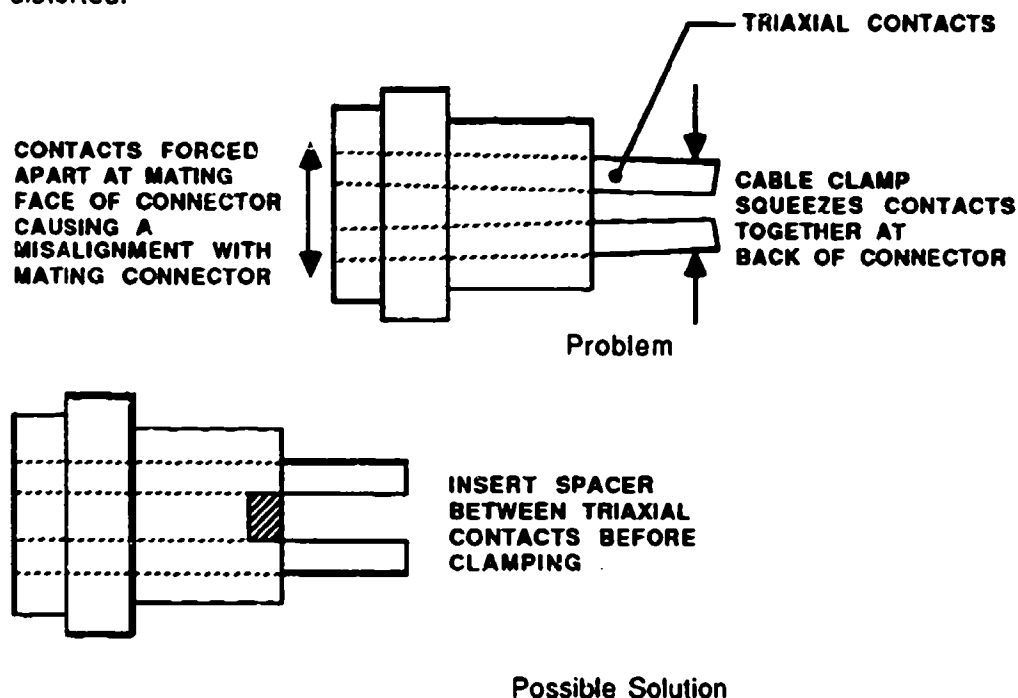 TRIAXIAL CONTACTS
CONTACTS FORCED
APART AT MATING
FACE OF CONNECTOR
CAUSING A
MISALIGNMENT WITH
MATING CONNECTOR
CABLE CLAMP
SQUEEZES CONTACTS
TOGETHER AT
BACK OF CONNECTOR
Problem
INSERT SPACER
BETWEEN TRIAXIAL
CONTACTS BEFORE
CLAMPING
Possible Solution